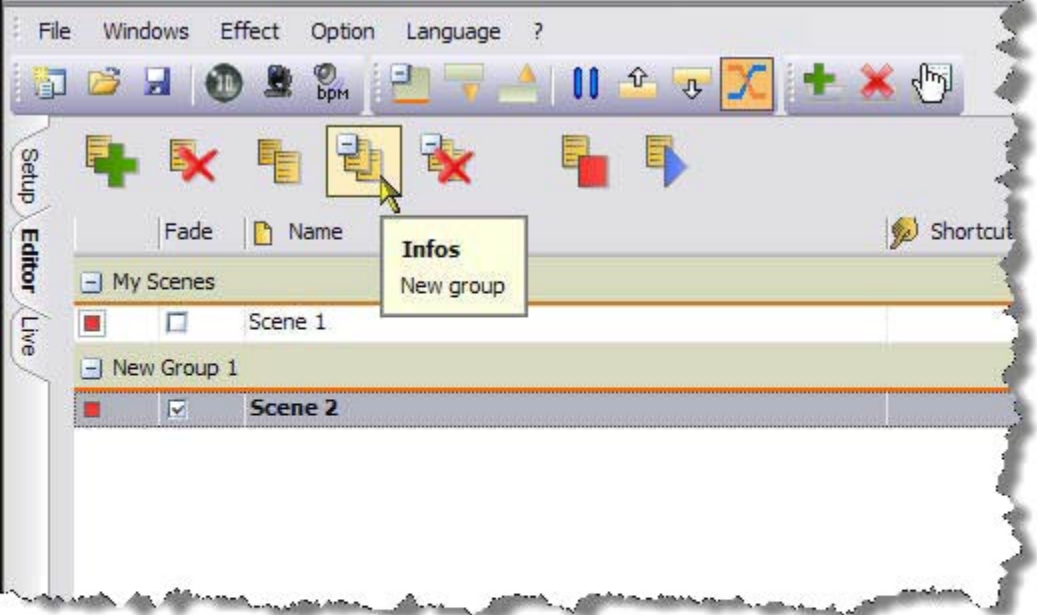 File Windows Effect Option Language ?
3D BPM
Setup
Editor
Live
Fade Name Shortcut
Infos
New group
My Scenes
Scene 1
New Group 1
Scene 2